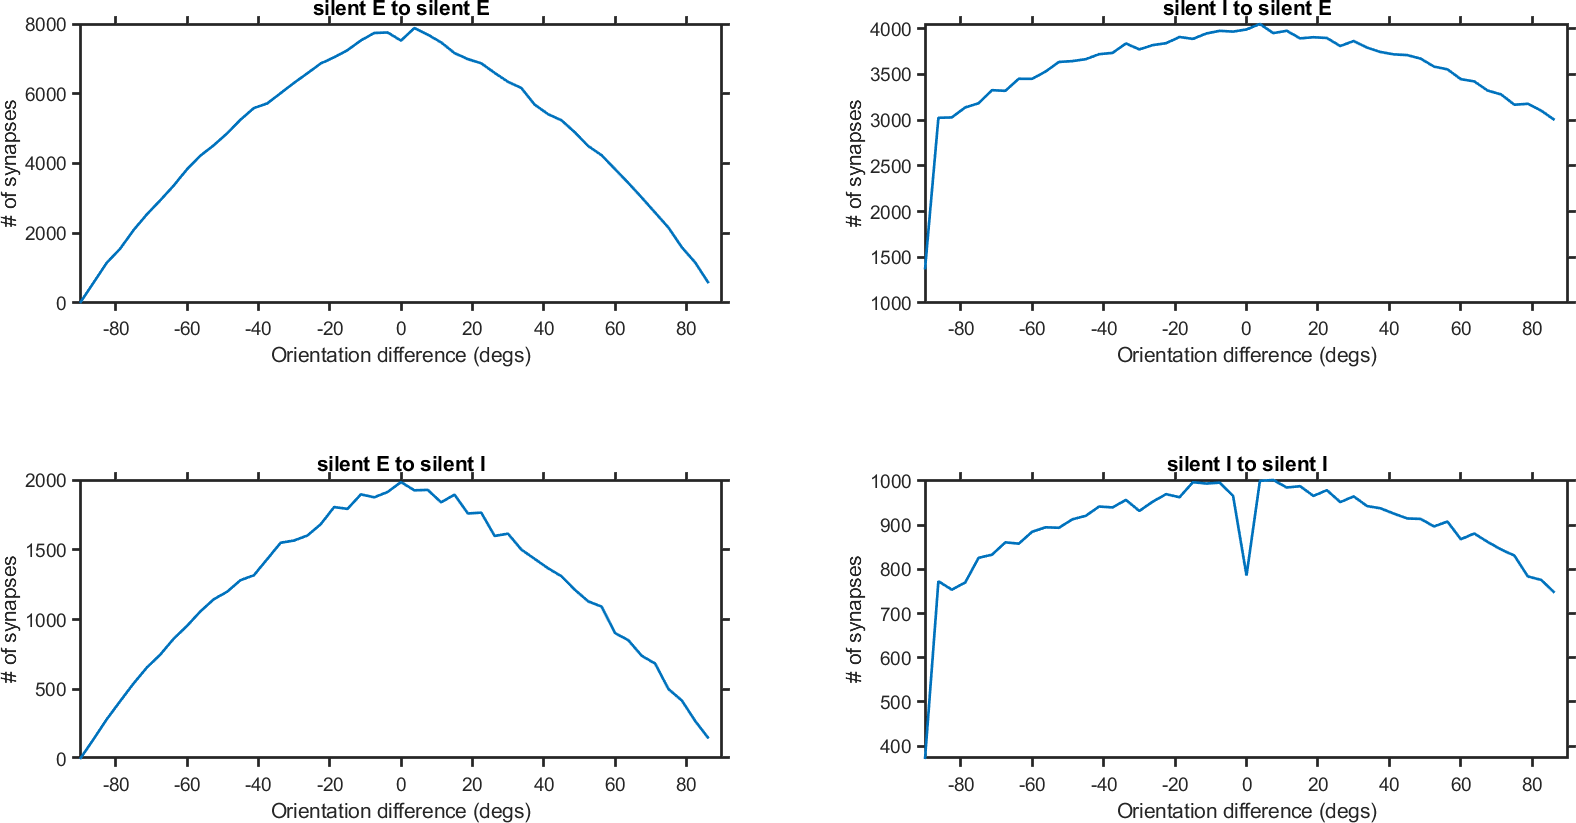 silent E to silent E
8000
6000
4000
2000
0
# of synapses
-80 -60 -40 -20 0 20 40 60 80
Orientation difference (degs)
silent I to silent E
4000
3500
3000
2500
2000
1500
1000
# of synapses
-80 -60 -40 -20 0 20 40 60 80
Orientation difference (degs)
silent E to silent I
2000
1500
1000
500
0
# of synapses
-80 -60 -40 -20 0 20 40 60 80
Orientation difference (degs)
silent I to silent I
1000
900
800
700
600
500
400
# of synapses
-80 -60 -40 -20 0 20 40 60 80
Orientation difference (degs)